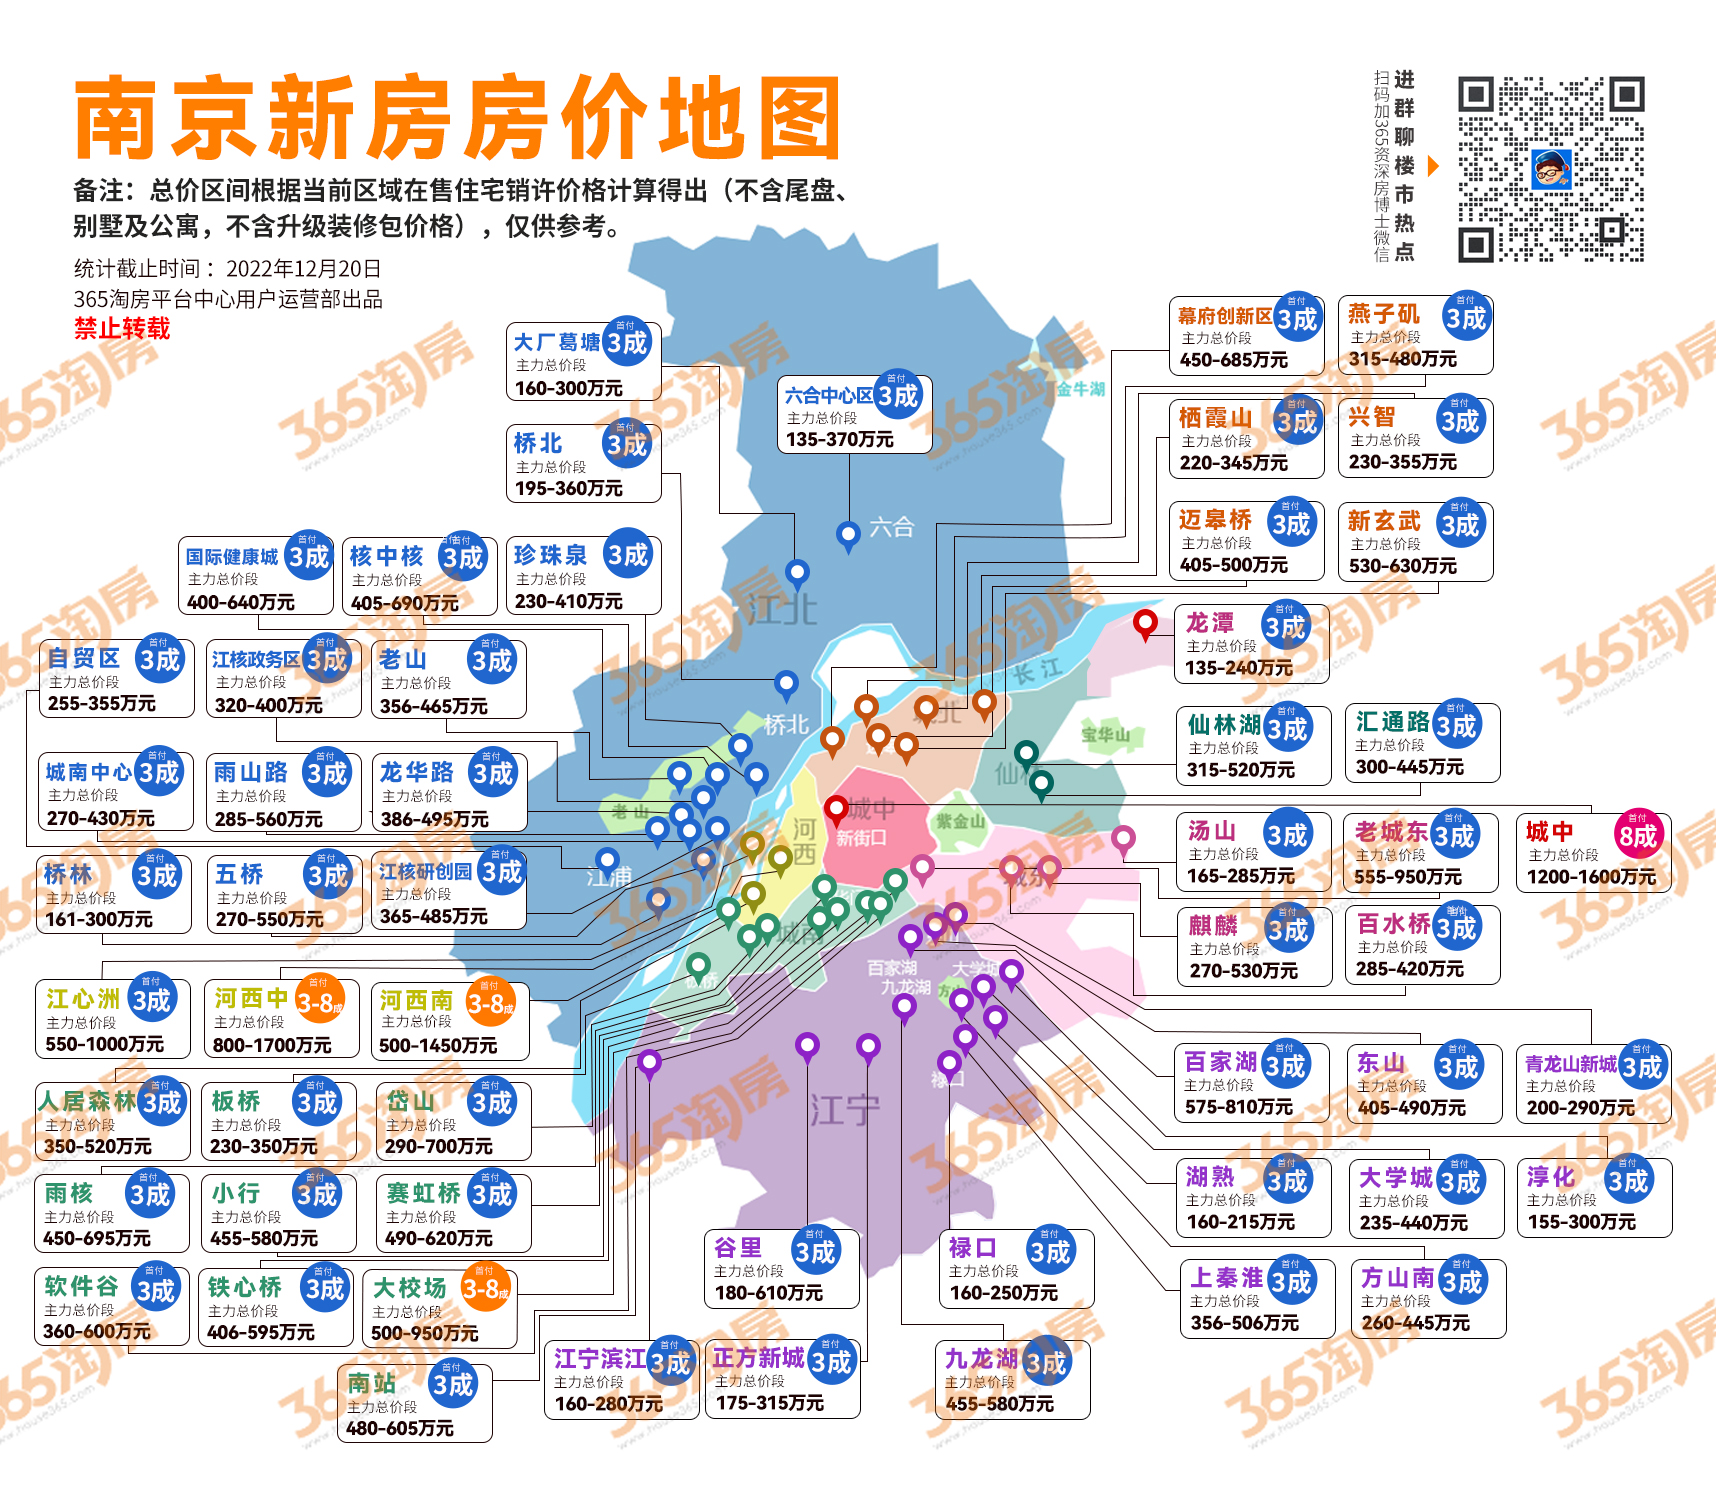 南京新房房价地图
备注：总价区间根据当前区域在售住宅销许价格计算得出（不含尾盘、
别墅及公寓，不含升级装修包价格），仅供参考。
统计截止时间：2022年12月20日
365淘房平台中心用户运营部出品
禁止转载
进群聊楼市热点
扫码加365资深房博士微信
大厂葛塘 首付3成
主力总价段
160-300万元
六合中心区 首付3成
主力总价段
135-370万元
桥北 首付3成
主力总价段
195-360万元
幕府创新区 首付3成
主力总价段
450-685万元
燕子矶 首付3成
主力总价段
315-480万元
栖霞山 首付3成
主力总价段
220-345万元
兴智 首付3成
主力总价段
230-355万元
迈皋桥 首付3成
主力总价段
405-500万元
新玄武 首付3成
主力总价段
530-630万元
国际健康城 首付3成
主力总价段
400-640万元
核中核 首付3成
主力总价段
405-690万元
珍珠泉 首付3成
主力总价段
230-410万元
自贸区 首付3成
主力总价段
255-355万元
江核政务区 首付3成
主力总价段
320-400万元
老山 首付3成
主力总价段
356-465万元
龙潭 首付3成
主力总价段
135-240万元
城南中心 首付3成
主力总价段
270-430万元
雨山路 首付3成
主力总价段
285-560万元
龙华路 首付3成
主力总价段
386-495万元
仙林湖 首付3成
主力总价段
315-520万元
汇通路 首付3成
主力总价段
300-445万元
桥林 首付3成
主力总价段
161-300万元
五桥 首付3成
主力总价段
270-550万元
江核研创园 首付3成
主力总价段
365-485万元
汤山 首付3成
主力总价段
165-285万元
老城东 首付3成
主力总价段
555-950万元
城中 首付8成
主力总价段
1200-1600万元
麒麟 首付3成
主力总价段
270-530万元
百水桥 首付3成
主力总价段
285-420万元
江心洲 首付3成
主力总价段
550-1000万元
河西中 首付3-8成
主力总价段
800-1700万元
河西南 首付3-8成
主力总价段
500-1450万元
百家湖 首付3成
主力总价段
575-810万元
东山 首付3成
主力总价段
405-490万元
青龙山新城 首付3成
主力总价段
200-290万元
人居森林 首付3成
主力总价段
350-520万元
板桥 首付3成
主力总价段
230-350万元
岱山 首付3成
主力总价段
290-700万元
湖熟 首付3成
主力总价段
160-215万元
大学城 首付3成
主力总价段
235-440万元
淳化 首付3成
主力总价段
155-300万元
雨核 首付3成
主力总价段
450-695万元
小行 首付3成
主力总价段
455-580万元
赛虹桥 首付3成
主力总价段
490-620万元
谷里 首付3成
主力总价段
180-610万元
禄口 首付3成
主力总价段
160-250万元
上秦淮 首付3成
主力总价段
356-506万元
方山南 首付3成
主力总价段
260-445万元
软件谷 首付3成
主力总价段
360-600万元
铁心桥 首付3成
主力总价段
406-595万元
大校场 首付3-8成
主力总价段
500-950万元
南站 首付3成
主力总价段
480-605万元
江宁滨江 首付3成
主力总价段
160-280万元
正方新城 首付3成
主力总价段
175-315万元
九龙湖 首付3成
主力总价段
455-580万元
金牛湖
六合
江北
长江
桥北
城北
宝华山
仙林
老山
城中
紫金山
新街口
河西
江浦
城东
城南
板桥
百家湖
大学城
九龙湖
方山
禄口
江宁
365淘房
www.house365.com